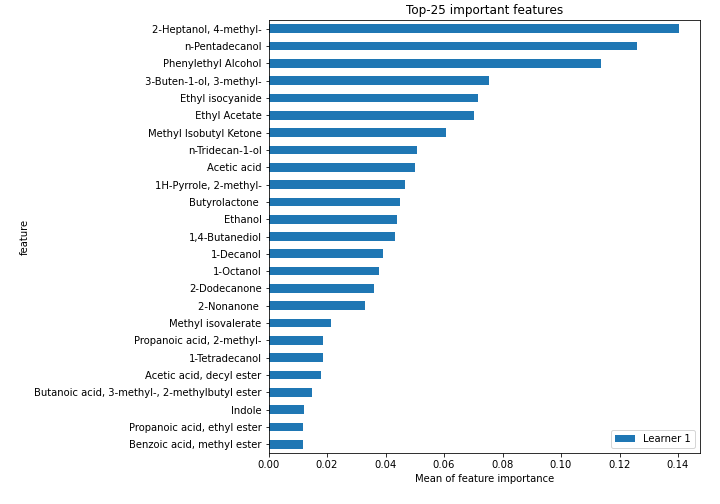 Top-25 important features
2-Heptanol, 4-methyl-
n-Pentadecanol
Phenylethyl Alcohol
3-Buten-1-ol, 3-methyl-
Ethyl isocyanide
Ethyl Acetate
Methyl Isobutyl Ketone
n-Tridecan-1-ol
Acetic acid
1H-Pyrrole, 2-methyl-
Butyrolactone
Ethanol
1,4-Butanediol
1-Decanol
1-Octanol
2-Dodecanone
2-Nonanone
Methyl isovalerate
Propanoic acid, 2-methyl-
1-Tetradecanol
Acetic acid, decyl ester
Butanoic acid, 3-methyl-, 2-methylbutyl ester
Indole
Propanoic acid, ethyl ester
Benzoic acid, methyl ester
feature
Learner 1
0.00 0.02 0.04 0.06 0.08 0.10 0.12 0.14
Mean of feature importance